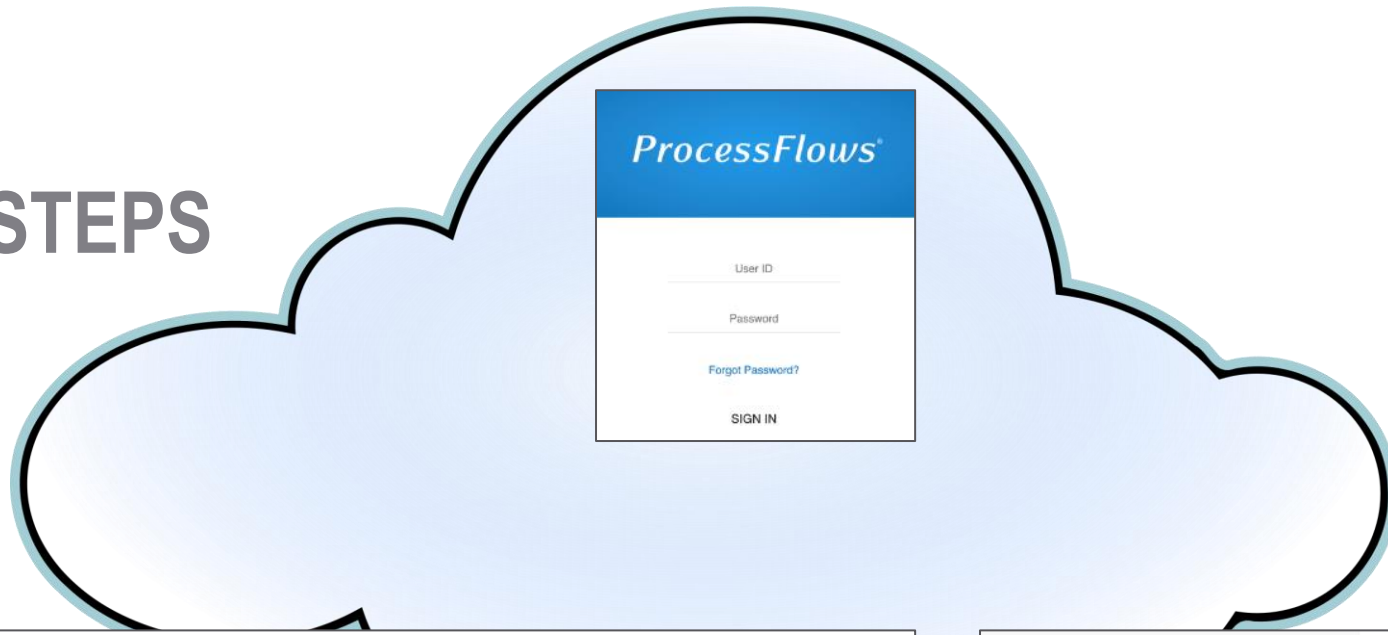 STEPS
ProcessFlows®
User ID
Password
Forgot Password?
SIGN IN